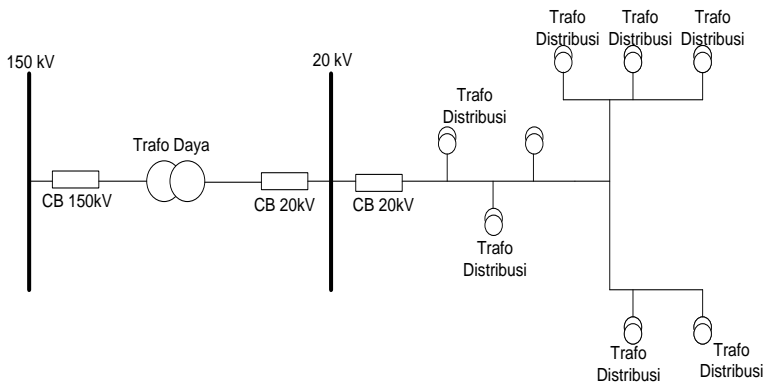 Trafo
Distribusi
Trafo
Distribusi
Trafo
Distribusi
150 kV
20 kV
Trafo
Distribusi
Trafo Daya
CB 150kV
CB 20kV
CB 20kV
Trafo
Distribusi
Trafo
Distribusi
Trafo
Distribusi